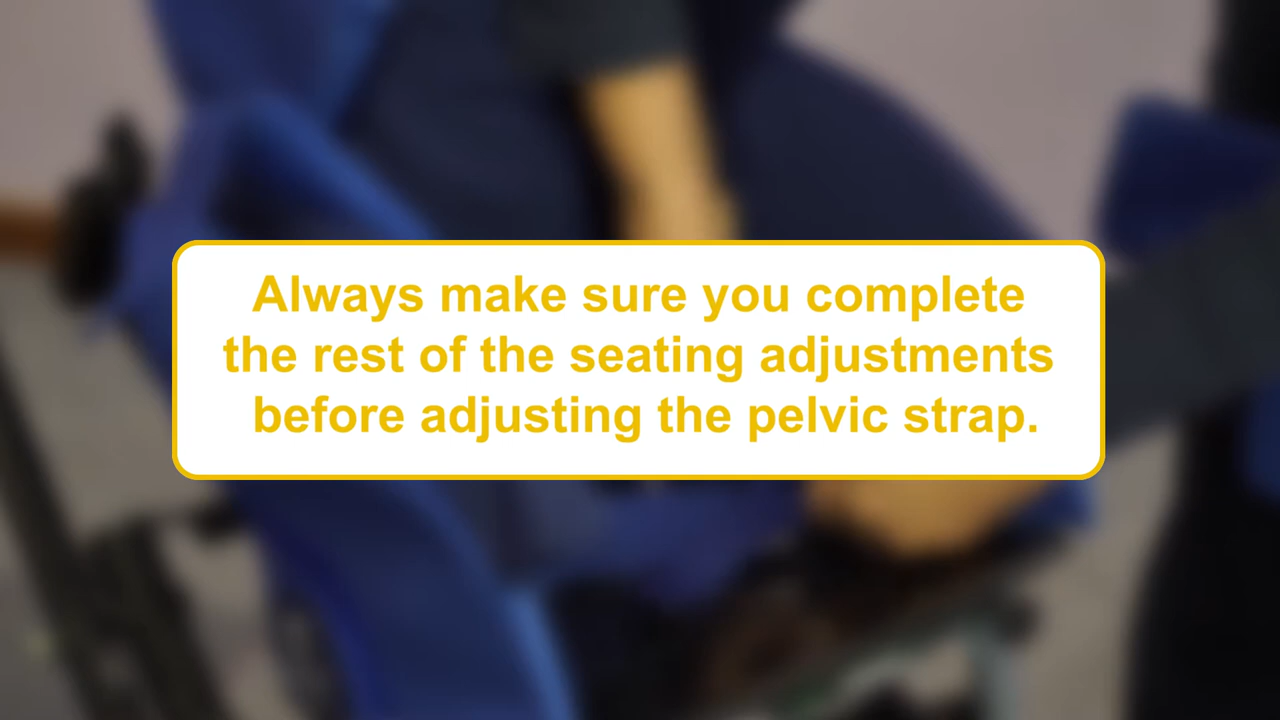 Always make sure you complete
the rest of the seating adjustments
before adjusting the pelvic strap.